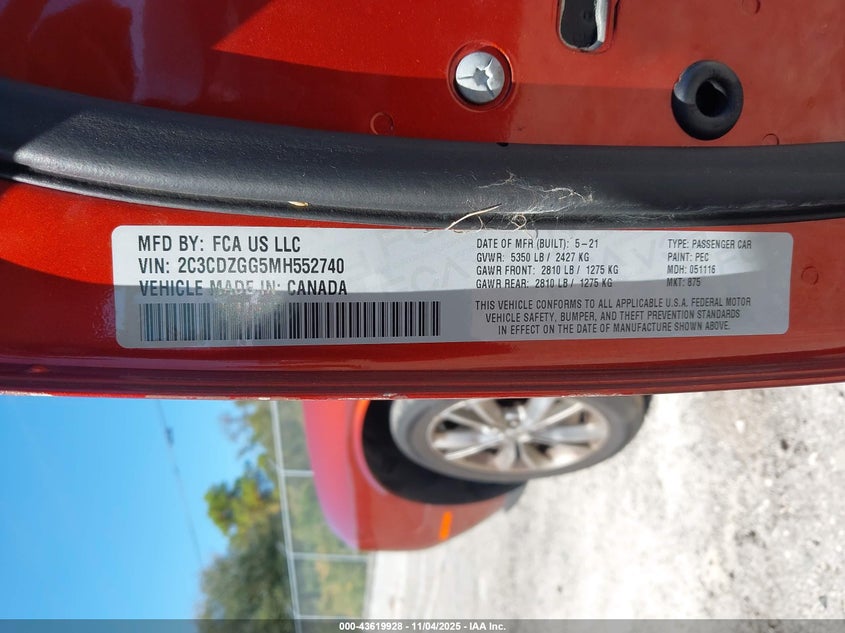 MFD BY: FCA US LLC
VIN: 2C3CDZGG5MH552740
VEHICLE MADE IN: CANADA
DATE OF MFR (BUILT): 5-21
GVWR: 5350 LB / 2427 KG
GAWR FRONT: 2810 LB / 1275 KG
GAWR REAR: 2810 LB / 1275 KG
TYPE: PASSENGER CAR
PAINT: PEC
MDH: 051116
MKT: 875
THIS VEHICLE CONFORMS TO ALL APPLICABLE U.S.A. FEDERAL MOTOR
VEHICLE SAFETY, BUMPER, AND THEFT PREVENTION STANDARDS
IN EFFECT ON THE DATE OF MANUFACTURE SHOWN ABOVE.
000-43619928 - 11/04/2025 - IAA Inc.